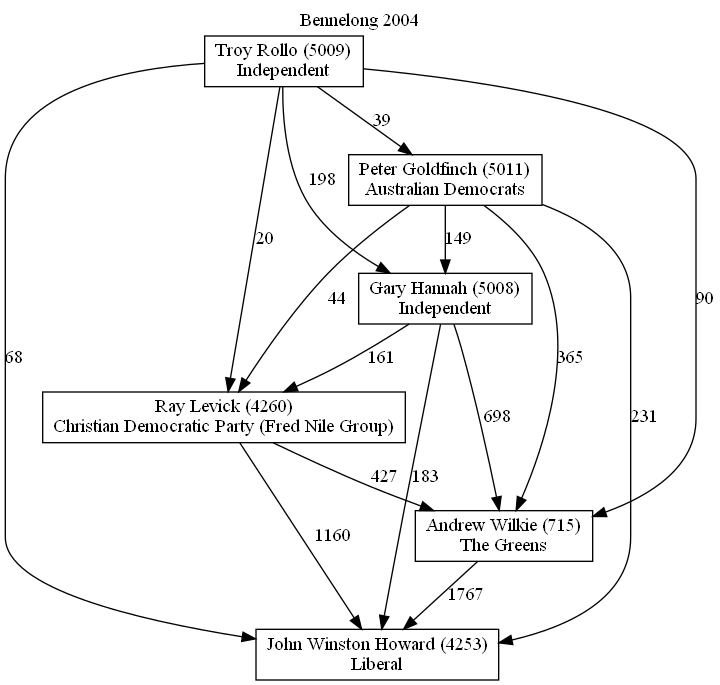 Bennelong 2004
Troy Rollo (5009)
Independent
39
Peter Goldfinch (5011)
Australian Democrats
198
20
149
Gary Hannah (5008)
Independent
44
90
68
161
365
Ray Levick (4260)
Christian Democratic Party (Fred Nile Group)
698
231
427
183
Andrew Wilkie (715)
The Greens
1160
1767
John Winston Howard (4253)
Liberal